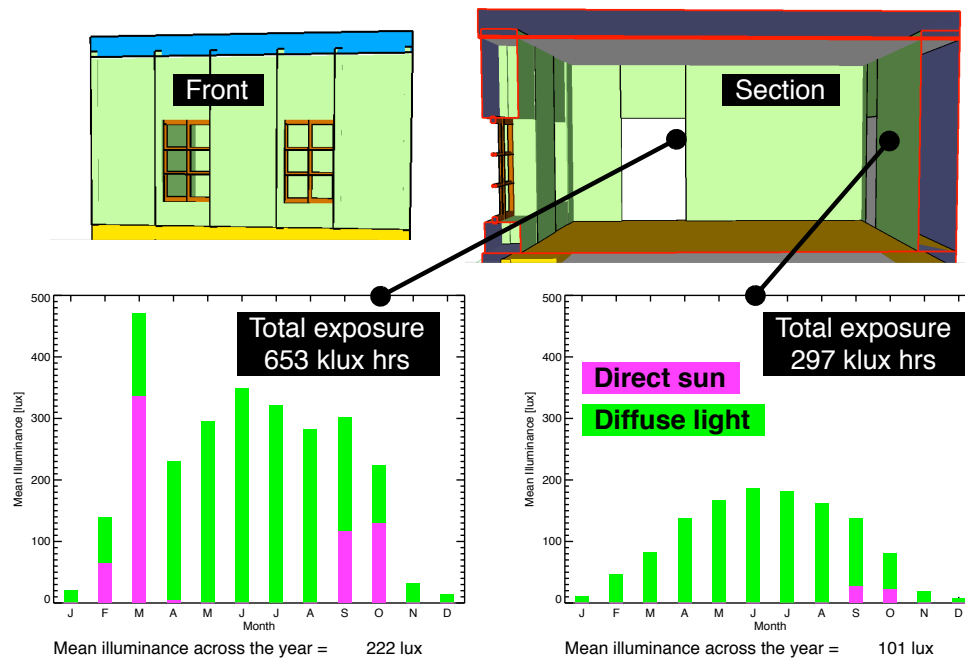 Front
Section
Total exposure
653 klux hrs
Mean Illuminance [lux]
500
400
300
200
100
0
J F M A M J J A S O N D
Month
Mean illuminance across the year = 222 lux
Total exposure
297 klux hrs
Direct sun
Diffuse light
Mean Illuminance [lux]
500
400
300
200
100
0
J F M A M J J A S O N D
Month
Mean illuminance across the year = 101 lux